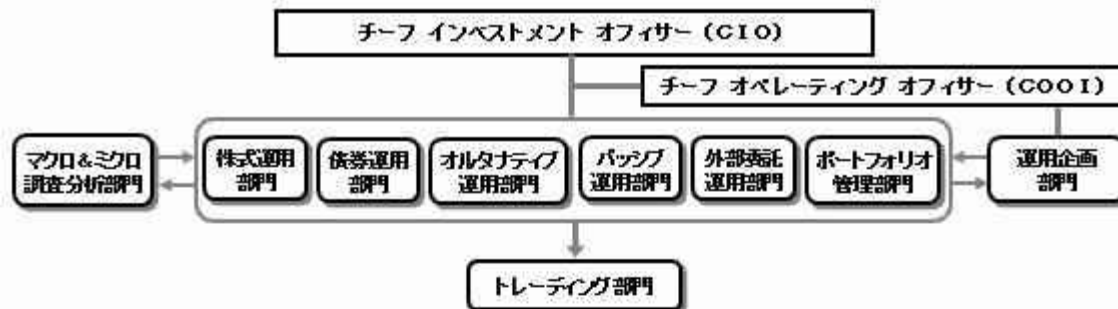 チーフ インベストメント オフィサー (CIO)
チーフ オペレーティング オフィサー (COOI)
マクロ&ミクロ
調査分析部門
株式運用
部門
債券運用
部門
オルタナティブ
運用部門
パッシブ
運用部門
外部委託
運用部門
ポートフォリオ
管理部門
運用企画
部門
トレーディング部門